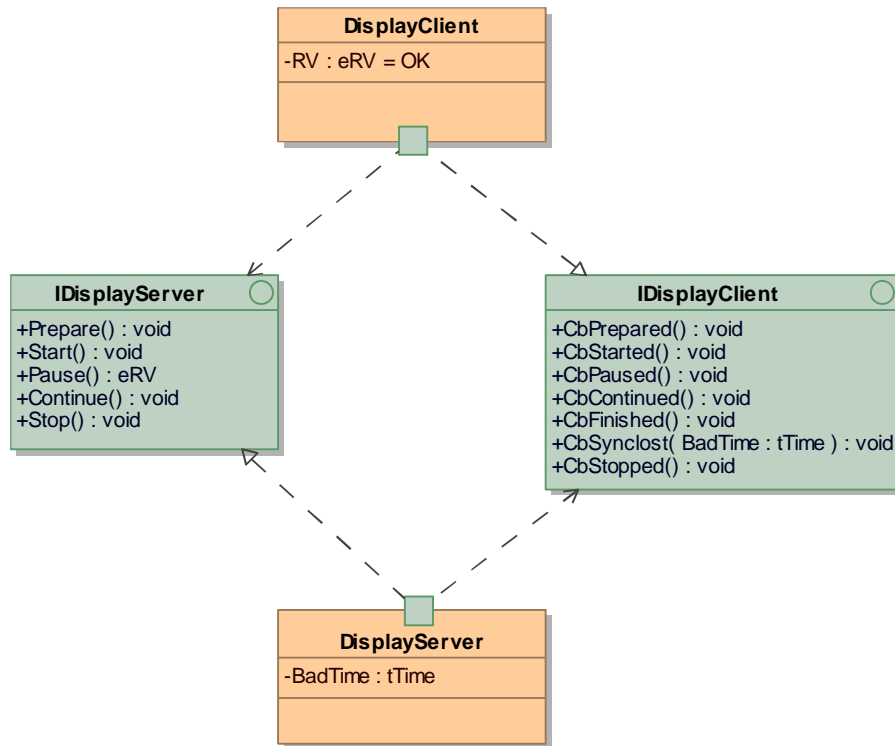 DisplayClient
-RV : eRV = OK
IDisplayServer
+Prepare() : void
+Start() : void
+Pause() : eRV
+Continue() : void
+Stop() : void
IDisplayClient
+CbPrepared() : void
+CbStarted() : void
+CbPaused() : void
+CbContinued() : void
+CbFinished() : void
+CbSynclost( BadTime : tTime ) : void
+CbStopped() : void
DisplayServer
-BadTime : tTime